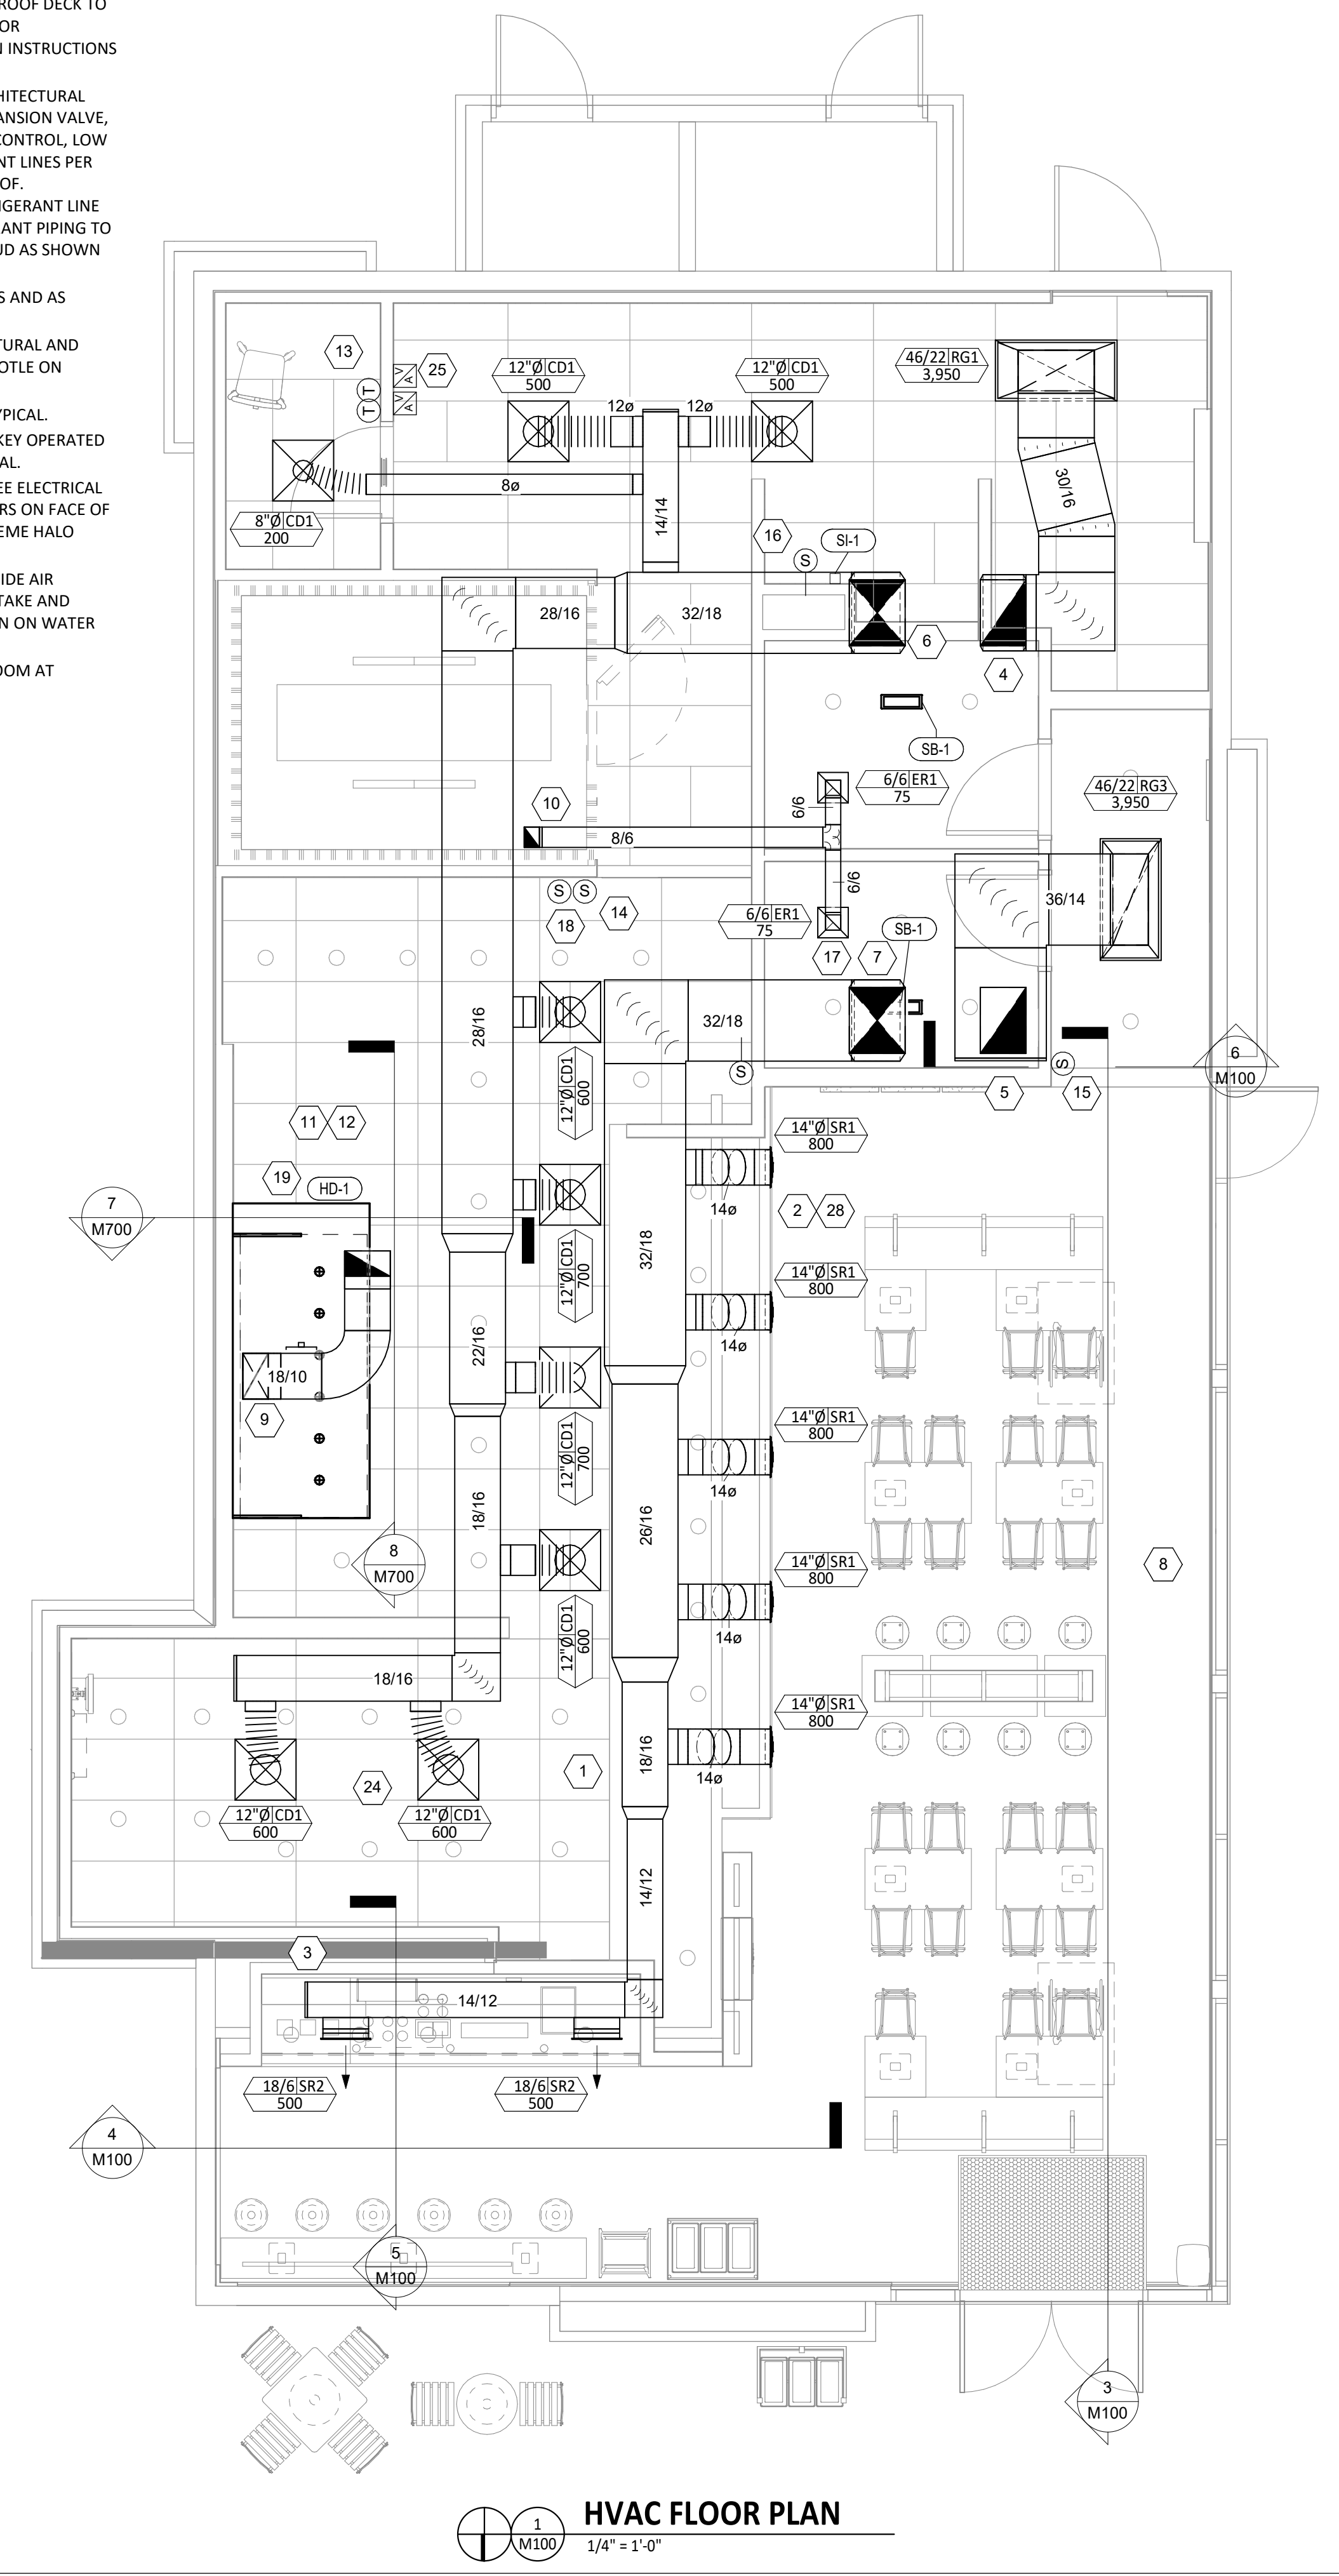 ROOF DECK TO
OR
N INSTRUCTIONS
HITECTURAL
ANSION VALVE,
CONTROL, LOW
NT LINES PER
OF.
IGERANT LINE
ANT PIPING TO
UD AS SHOWN
S AND AS
TURAL AND
OTLE ON
YPICAL.
KEY OPERATED
AL.
EE ELECTRICAL
RS ON FACE OF
EME HALO
IDE AIR
TAKE AND
N ON WATER
OOM AT
13
T
T
V
A
V
A
25
12"Ø CD1
500
12"Ø CD1
500
46/22 RG1
3,950
12ø
12ø
8ø
14/14
30/16
8"Ø CD1
200
16
SI-1
S
28/16
32/18
6
4
SB-1
6/6 ER1
75
46/22 RG3
3,950
10
6/6
8/6
6/6
36/14
S S
18
14
6/6 ER1
75
SB-1
17
7
28/16
32/18
S
12"Ø CD1
600
S
6
M100
5
15
11
12
14"Ø SR1
800
19
HD-1
14ø
2
28
7
M700
12"Ø CD1
700
32/18
14"Ø SR1
800
14ø
22/16
18/10
9
12"Ø CD1
700
14"Ø SR1
800
14ø
18/16
26/16
8
M700
14"Ø SR1
800
8
14ø
12"Ø CD1
600
18/16
14"Ø SR1
800
18/16
14ø
1
24
12"Ø CD1
600
12"Ø CD1
600
14/12
3
14/12
18/6 SR2
500
18/6 SR2
500
4
M100
5
M100
3
M100
1
M100
HVAC FLOOR PLAN
1/4" = 1'-0"